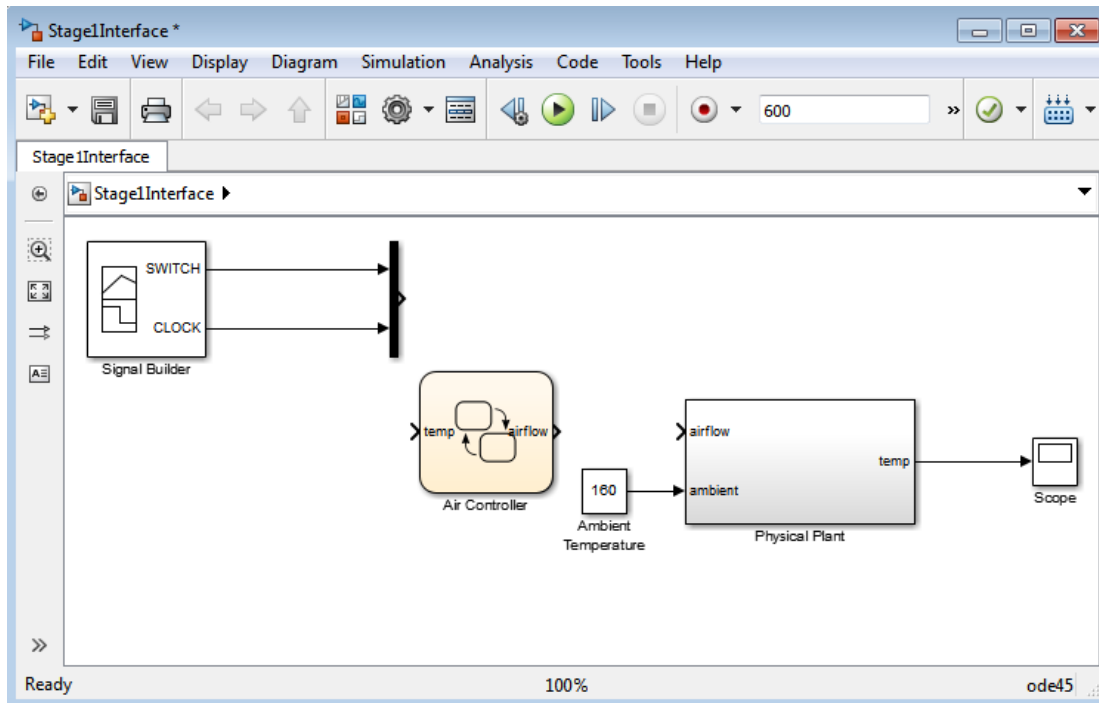 Stage1Interface *
File Edit View Display Diagram Simulation Analysis Code Tools Help
600
Stage1Interface
Stage1Interface
SWITCH
CLOCK
Signal Builder
temp airflow
Air Controller
160
Ambient
Temperature
airflow
temp
ambient
Physical Plant
Scope
Ready 100% ode45